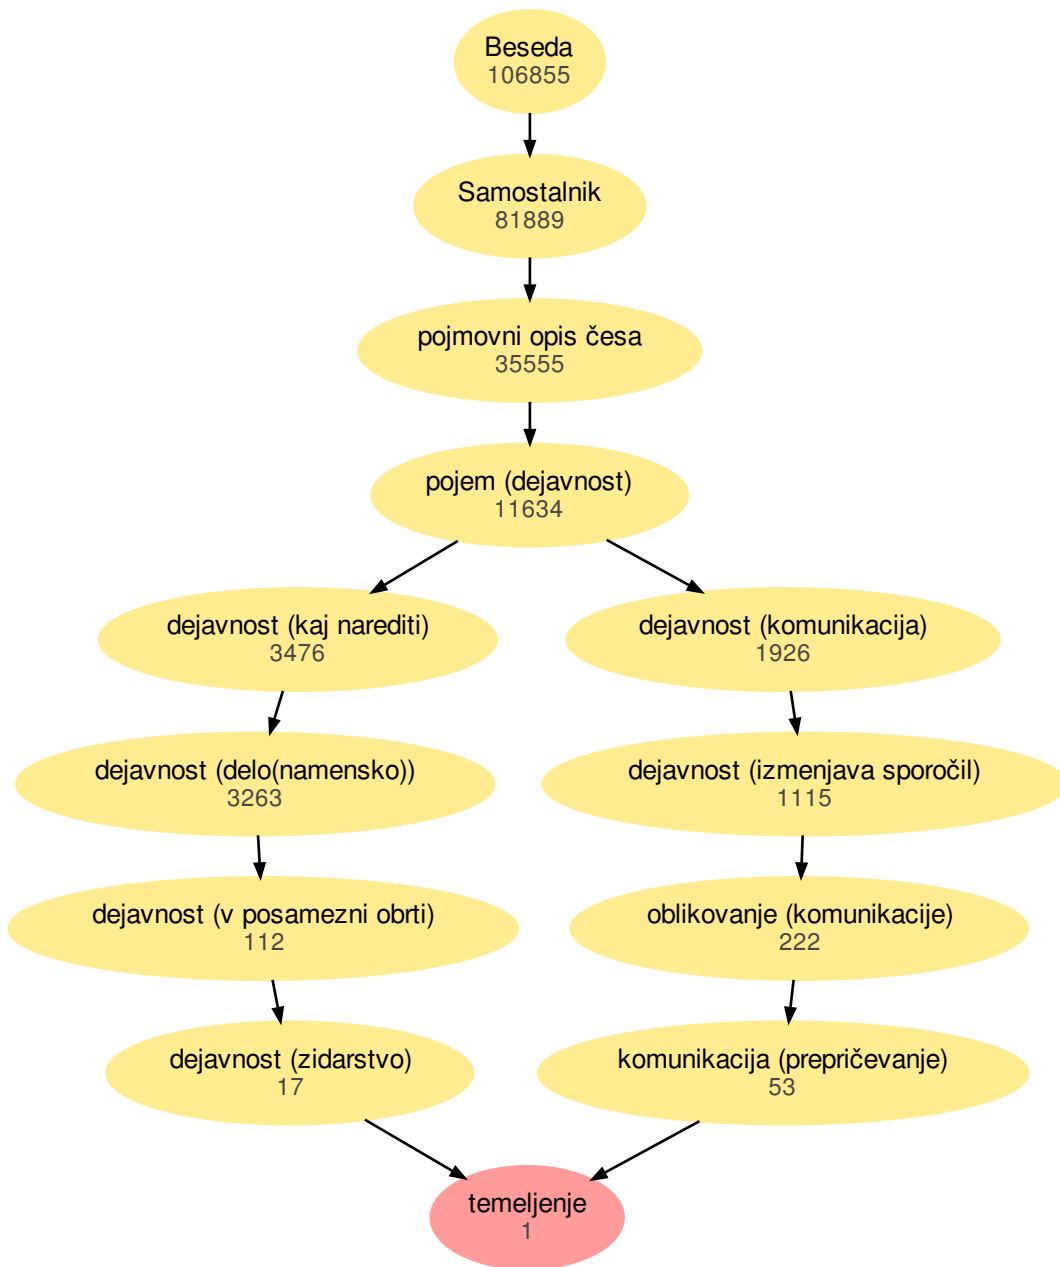 Beseda
106855
Samostalnik
81889
pojmovni opis česa
35555
pojem (dejavnost)
11634
dejavnost (kaj narediti)
3476
dejavnost (komunikacija)
1926
dejavnost (delo(namensko))
3263
dejavnost (izmenjava sporočil)
1115
dejavnost (v posamezni obrti)
112
oblikovanje (komunikacije)
222
dejavnost (zidarstvo)
17
komunikacija (prepričevanje)
53
temeljenje
1